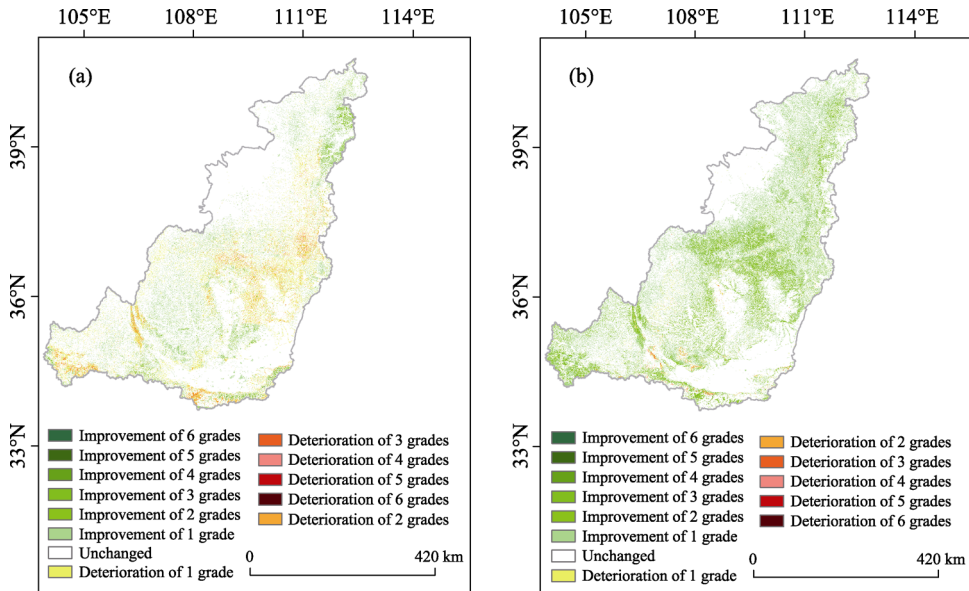 105°E 108°E 111°E 114°E
(a)
39°N
36°N
33°N
Improvement of 6 grades
Improvement of 5 grades
Improvement of 4 grades
Improvement of 3 grades
Improvement of 2 grades
Improvement of 1 grade
Unchanged
Deterioration of 1 grade
Deterioration of 3 grades
Deterioration of 4 grades
Deterioration of 5 grades
Deterioration of 6 grades
Deterioration of 2 grades
0 420 km
105°E 108°E 111°E 114°E
(b)
39°N
36°N
33°N
Improvement of 6 grades
Improvement of 5 grades
Improvement of 4 grades
Improvement of 3 grades
Improvement of 2 grades
Improvement of 1 grade
Unchanged
Deterioration of 1 grade
Deterioration of 2 grades
Deterioration of 3 grades
Deterioration of 4 grades
Deterioration of 5 grades
Deterioration of 6 grades
0 420 km